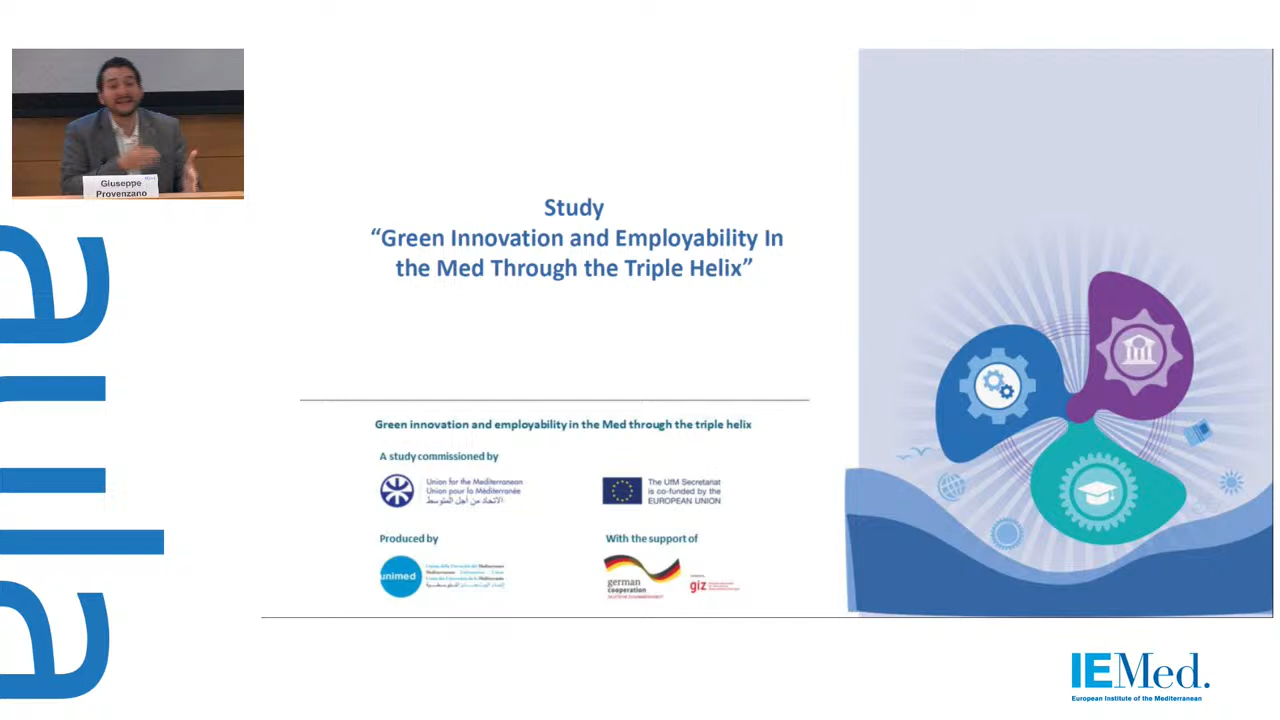 Giuseppe
Provenzano
aula
Study
“Green Innovation and Employability In
the Med Through the Triple Helix”
Green innovation and employability in the Med through the triple helix
A study commissioned by
Union for the Mediterranean
Union pour la Méditerranée
الاتحاد من أجل المتوسط
The UfM Secretariat
is co-funded by the
EUROPEAN UNION
Produced by
unimed
With the support of
german
cooperation
DEUTSCHE ZUSAMMENARBEIT
giz
IEMed.
European Institute of the Mediterranean